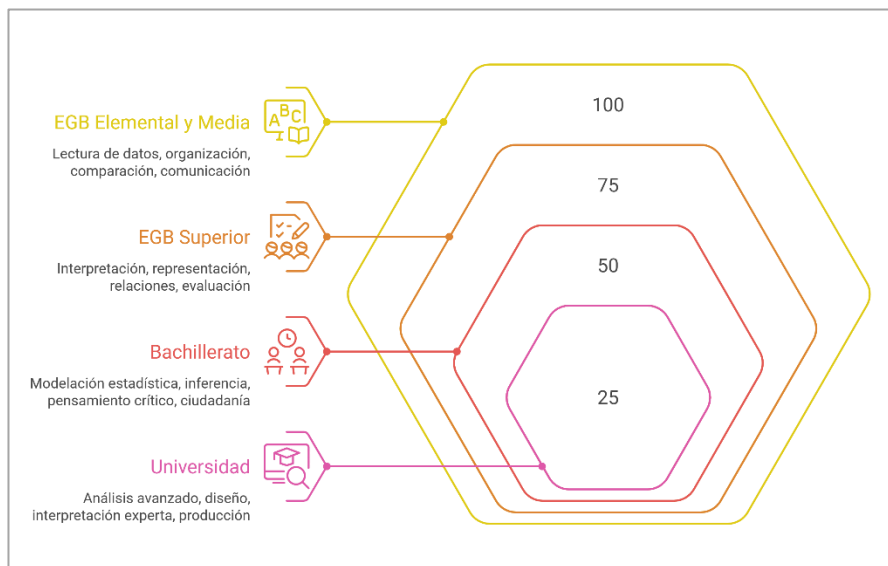 EGB Elemental y Media
Lectura de datos, organización,
comparación, comunicación
A B C
100
EGB Superior
Interpretación, representación,
relaciones, evaluación
75
Bachillerato
Modelación estadística, inferencia,
pensamiento crítico, ciudadanía
50
Universidad
Análisis avanzado, diseño,
interpretación experta, producción
25